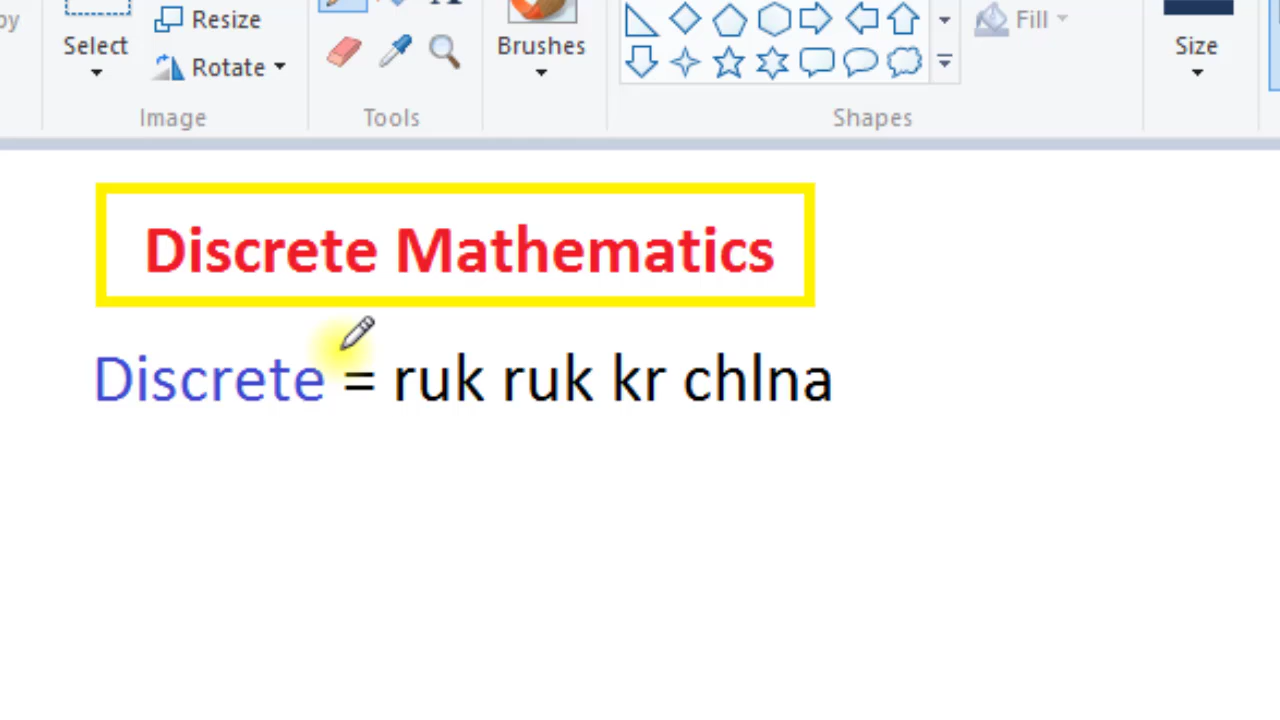 Resize
Select
Rotate
Brushes
Fill
Size
Image
Tools
Shapes
Discrete Mathematics
Discrete = ruk ruk kr chlna